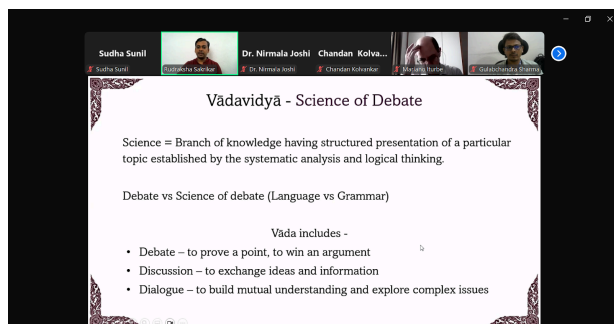 Sudha Sunil
Dr. Nirmala Joshi
Chandan Kolva...
Sudha Sunil
Rudraksha Sakrikar
Dr. Nirmala Joshi
Chandan Kolvankar
Mariano Iturbe
Gulabchandra Sharma
Vādavidyā - Science of Debate
Science = Branch of knowledge having structured presentation of a particular
topic established by the systematic analysis and logical thinking.
Debate vs Science of debate (Language vs Grammar)
Vāda includes -
• Debate – to prove a point, to win an argument
• Discussion – to exchange ideas and information
• Dialogue – to build mutual understanding and explore complex issues